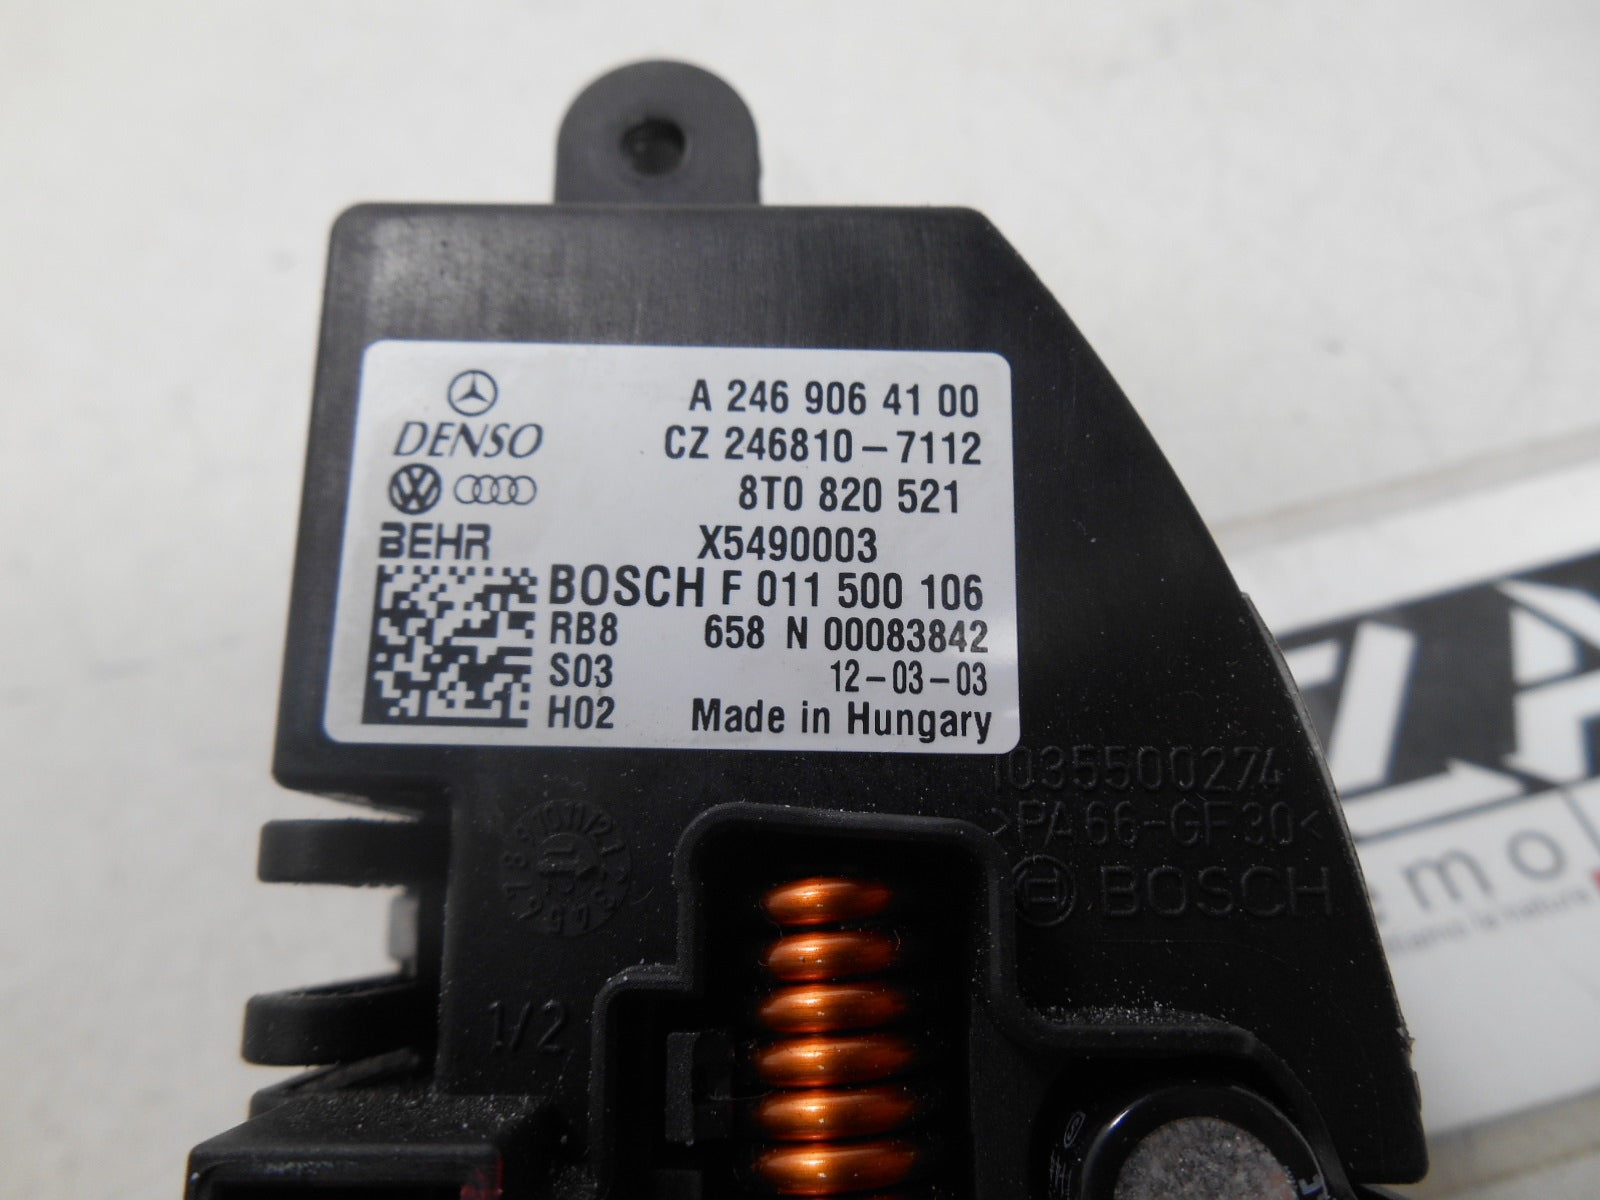 A 246 906 41 00
DENSO CZ 246810-7112
8T0 820 521
BEHR X5490003
BOSCH F 011 500 106
RB8 658 N 00083842
S03 12-03-03
H02 Made in Hungary
1035500274
>PA66-GF30<
BOSCH
1/2